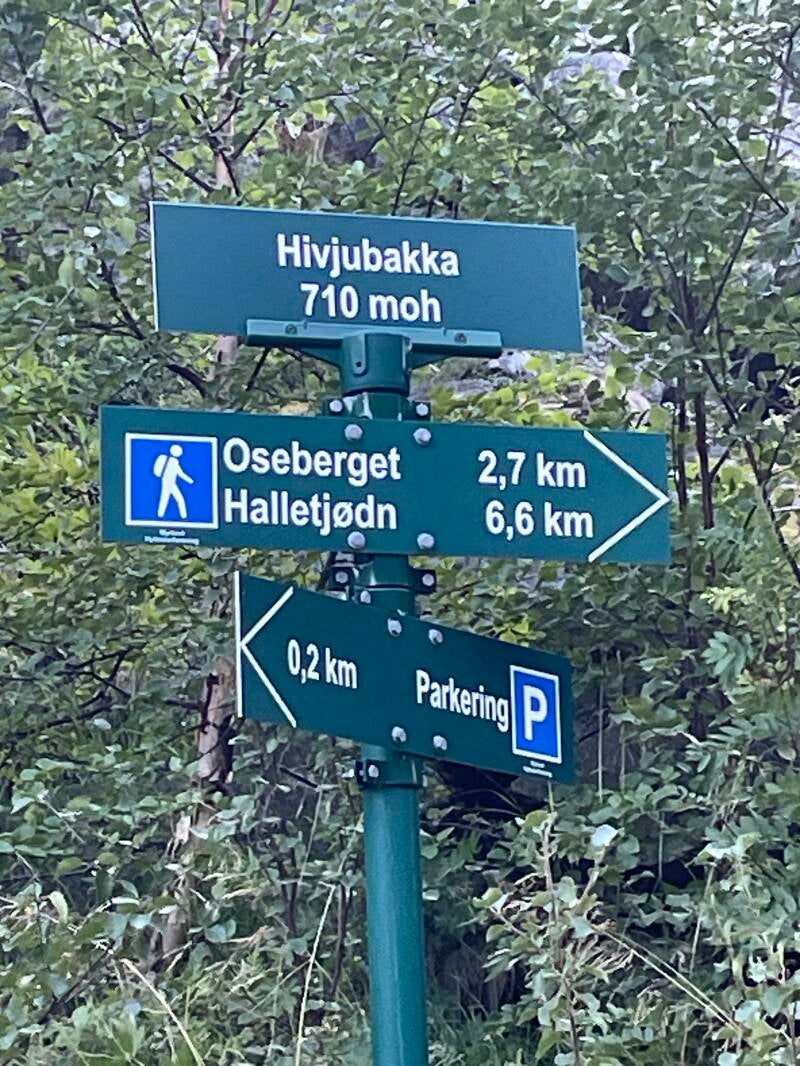 Hivjubakka
710 moh
Oseberget 2,7 km
Halletjødn 6,6 km
0,2 km Parkering P